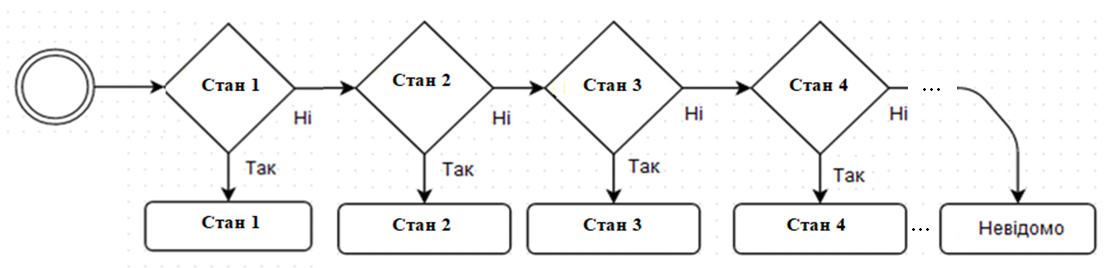 Стан 1
Стан 2
Стан 3
Стан 4
...
Ні
Ні
Ні
Ні
Так
Так
Так
Так
Стан 1
Стан 2
Стан 3
Стан 4
...
Невідомо